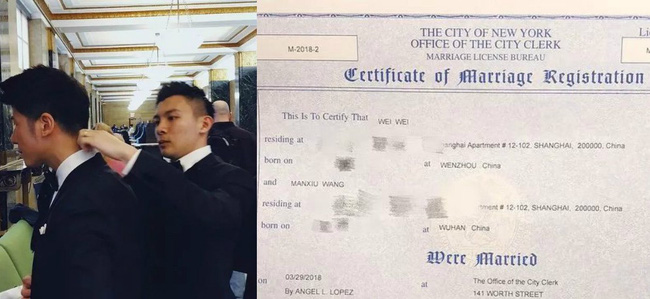 THE CITY OF NEW YORK
OFFICE OF THE CITY CLERK
MARRIAGE LICENSE BUREAU
M-2018-2
Certificate of Marriage Registration
This Is To Certify That WEI WEI
residing at Apartment # 12-102, SHANGHAI, 200000, China
born on at WENZHOU China
and MANXIU WANG
residing at 12-102, SHANGHAI, 200000, China
born on at WUHAN China
Were Married
on 03/29/2018 at The Office of the City Clerk
By ANGEL L. LOPEZ 141 WORTH STREET